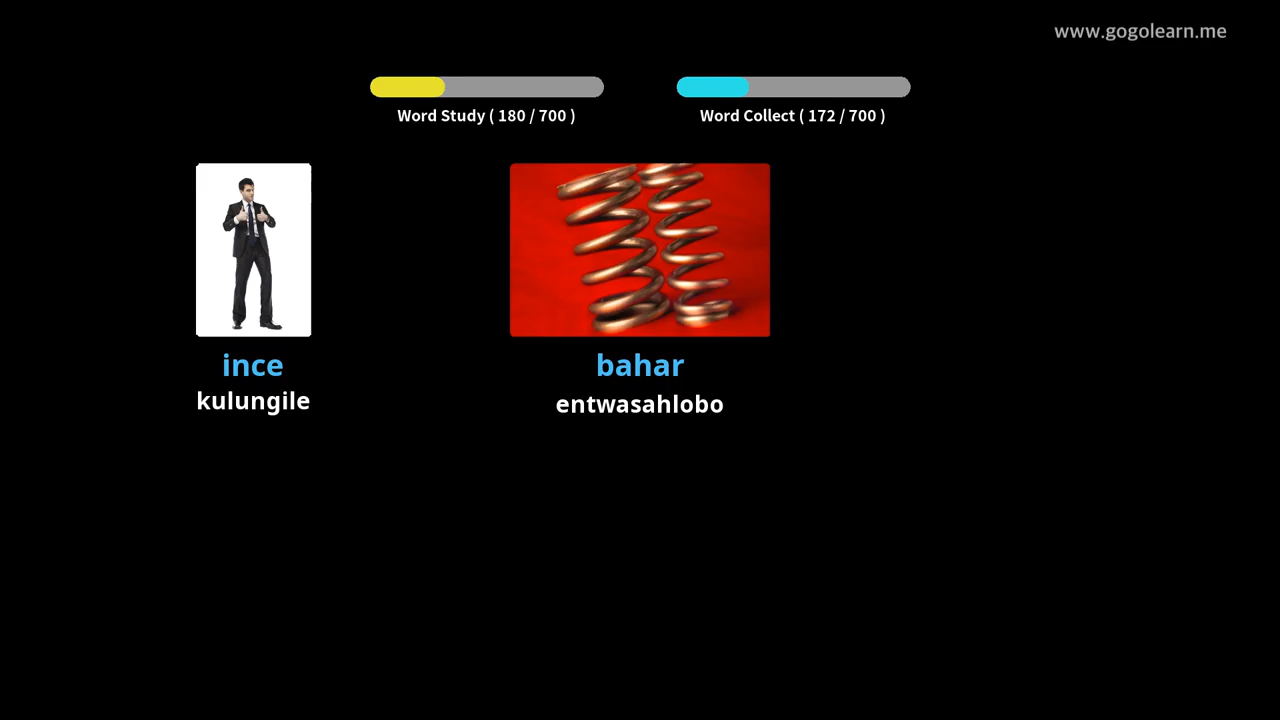 www.gogolearn.me
Word Study ( 180 / 700 )
Word Collect ( 172 / 700 )
ince
kulungile
bahar
entwasahlobo